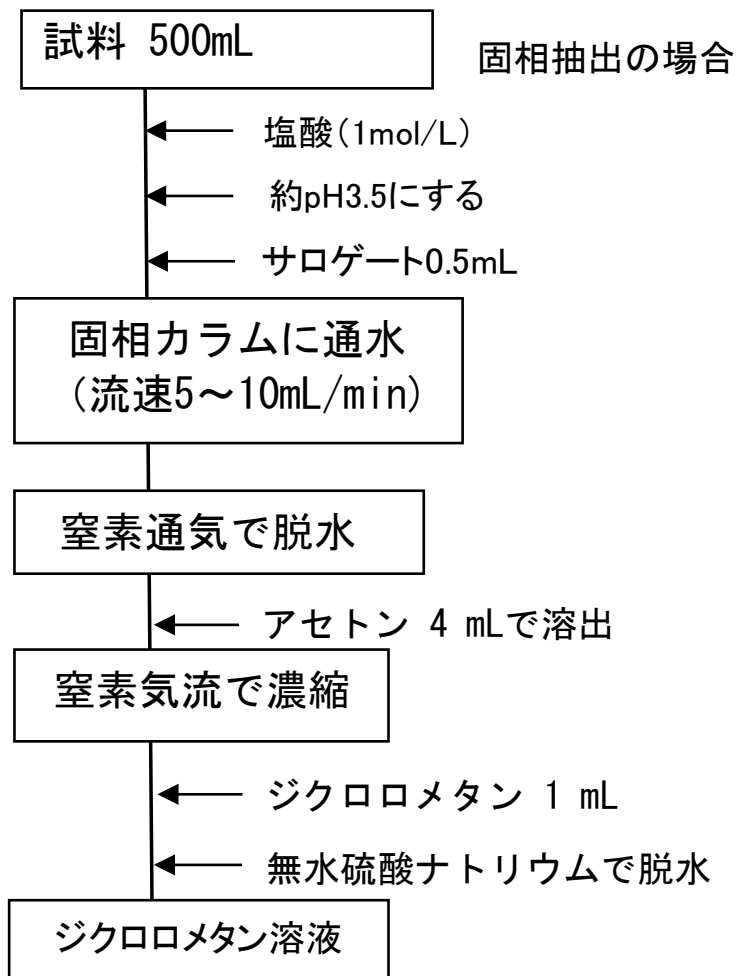 試料 500mL
固相抽出の場合
塩酸(1mol/L)
約pH3.5にする
サロゲート0.5mL
固相カラムに通水
(流速5～10mL/min)
窒素通気で脱水
アセトン 4 mLで溶出
窒素気流で濃縮
ジクロロメタン 1 mL
無水硫酸ナトリウムで脱水
ジクロロメタン溶液